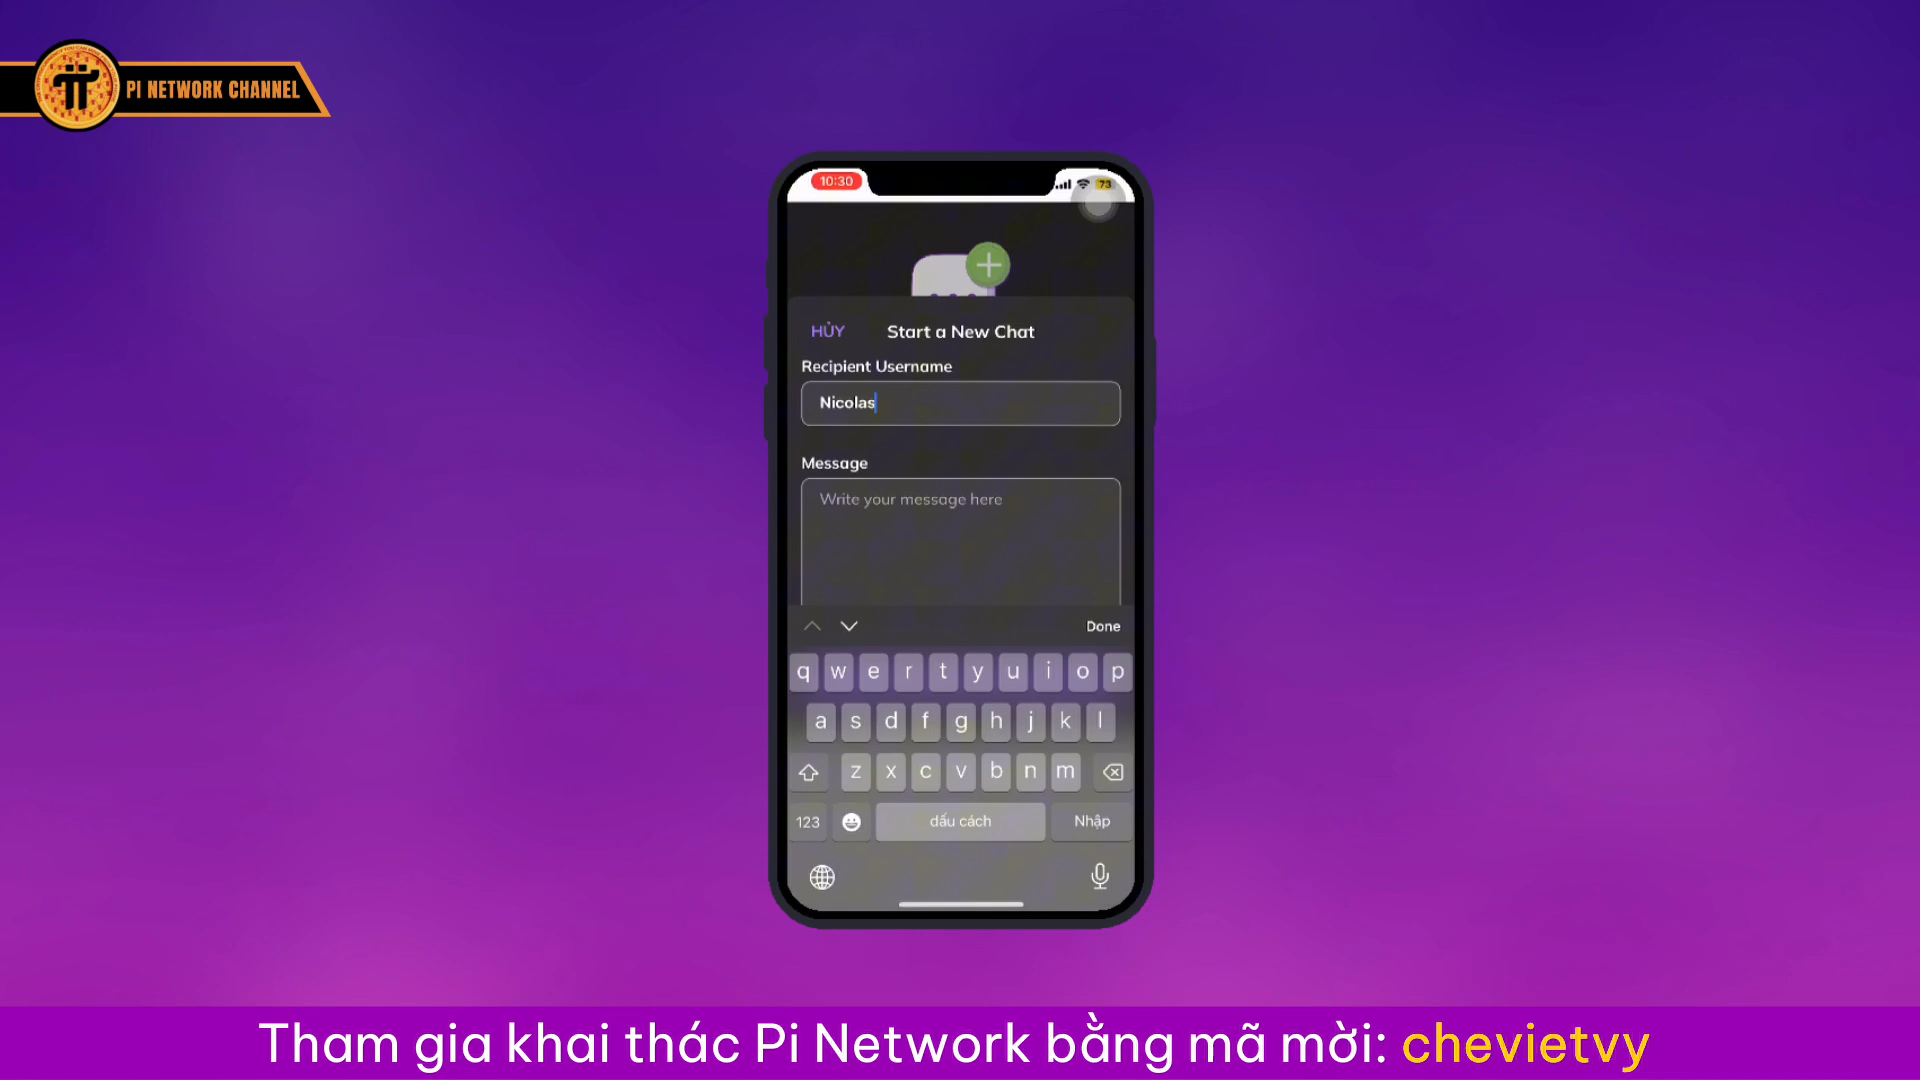 PI NETWORK CHANNEL
10:30
73
HỦY
Start a New Chat
Recipient Username
Nicolas
Message
Write your message here
Done
q w e r t y u i o p
a s d f g h j k l
z x c v b n m
123
dấu cách
Nhập
Tham gia khai thác Pi Network bằng mã mời: chevietvy